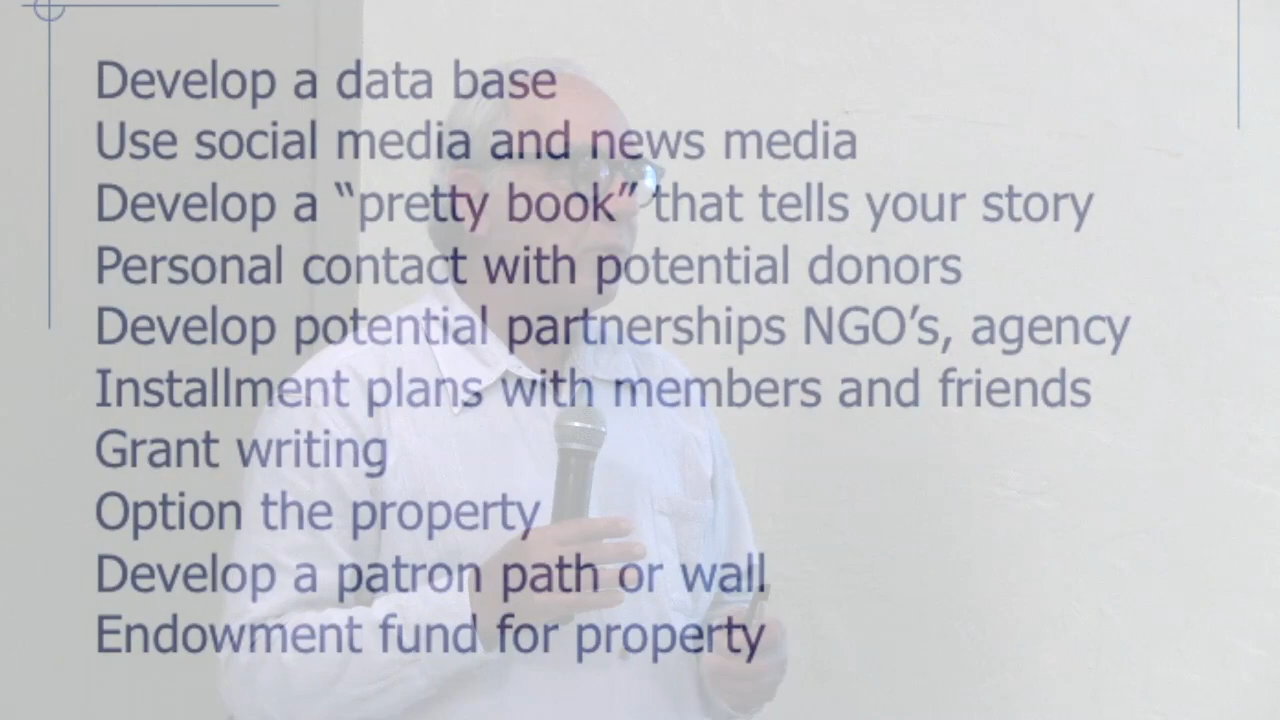 Develop a data base
Use social media and news media
Develop a “pretty book” that tells your story
Personal contact with potential donors
Develop potential partnerships NGO’s, agency
Installment plans with members and friends
Grant writing
Option the property
Develop a patron path or wall
Endowment fund for property